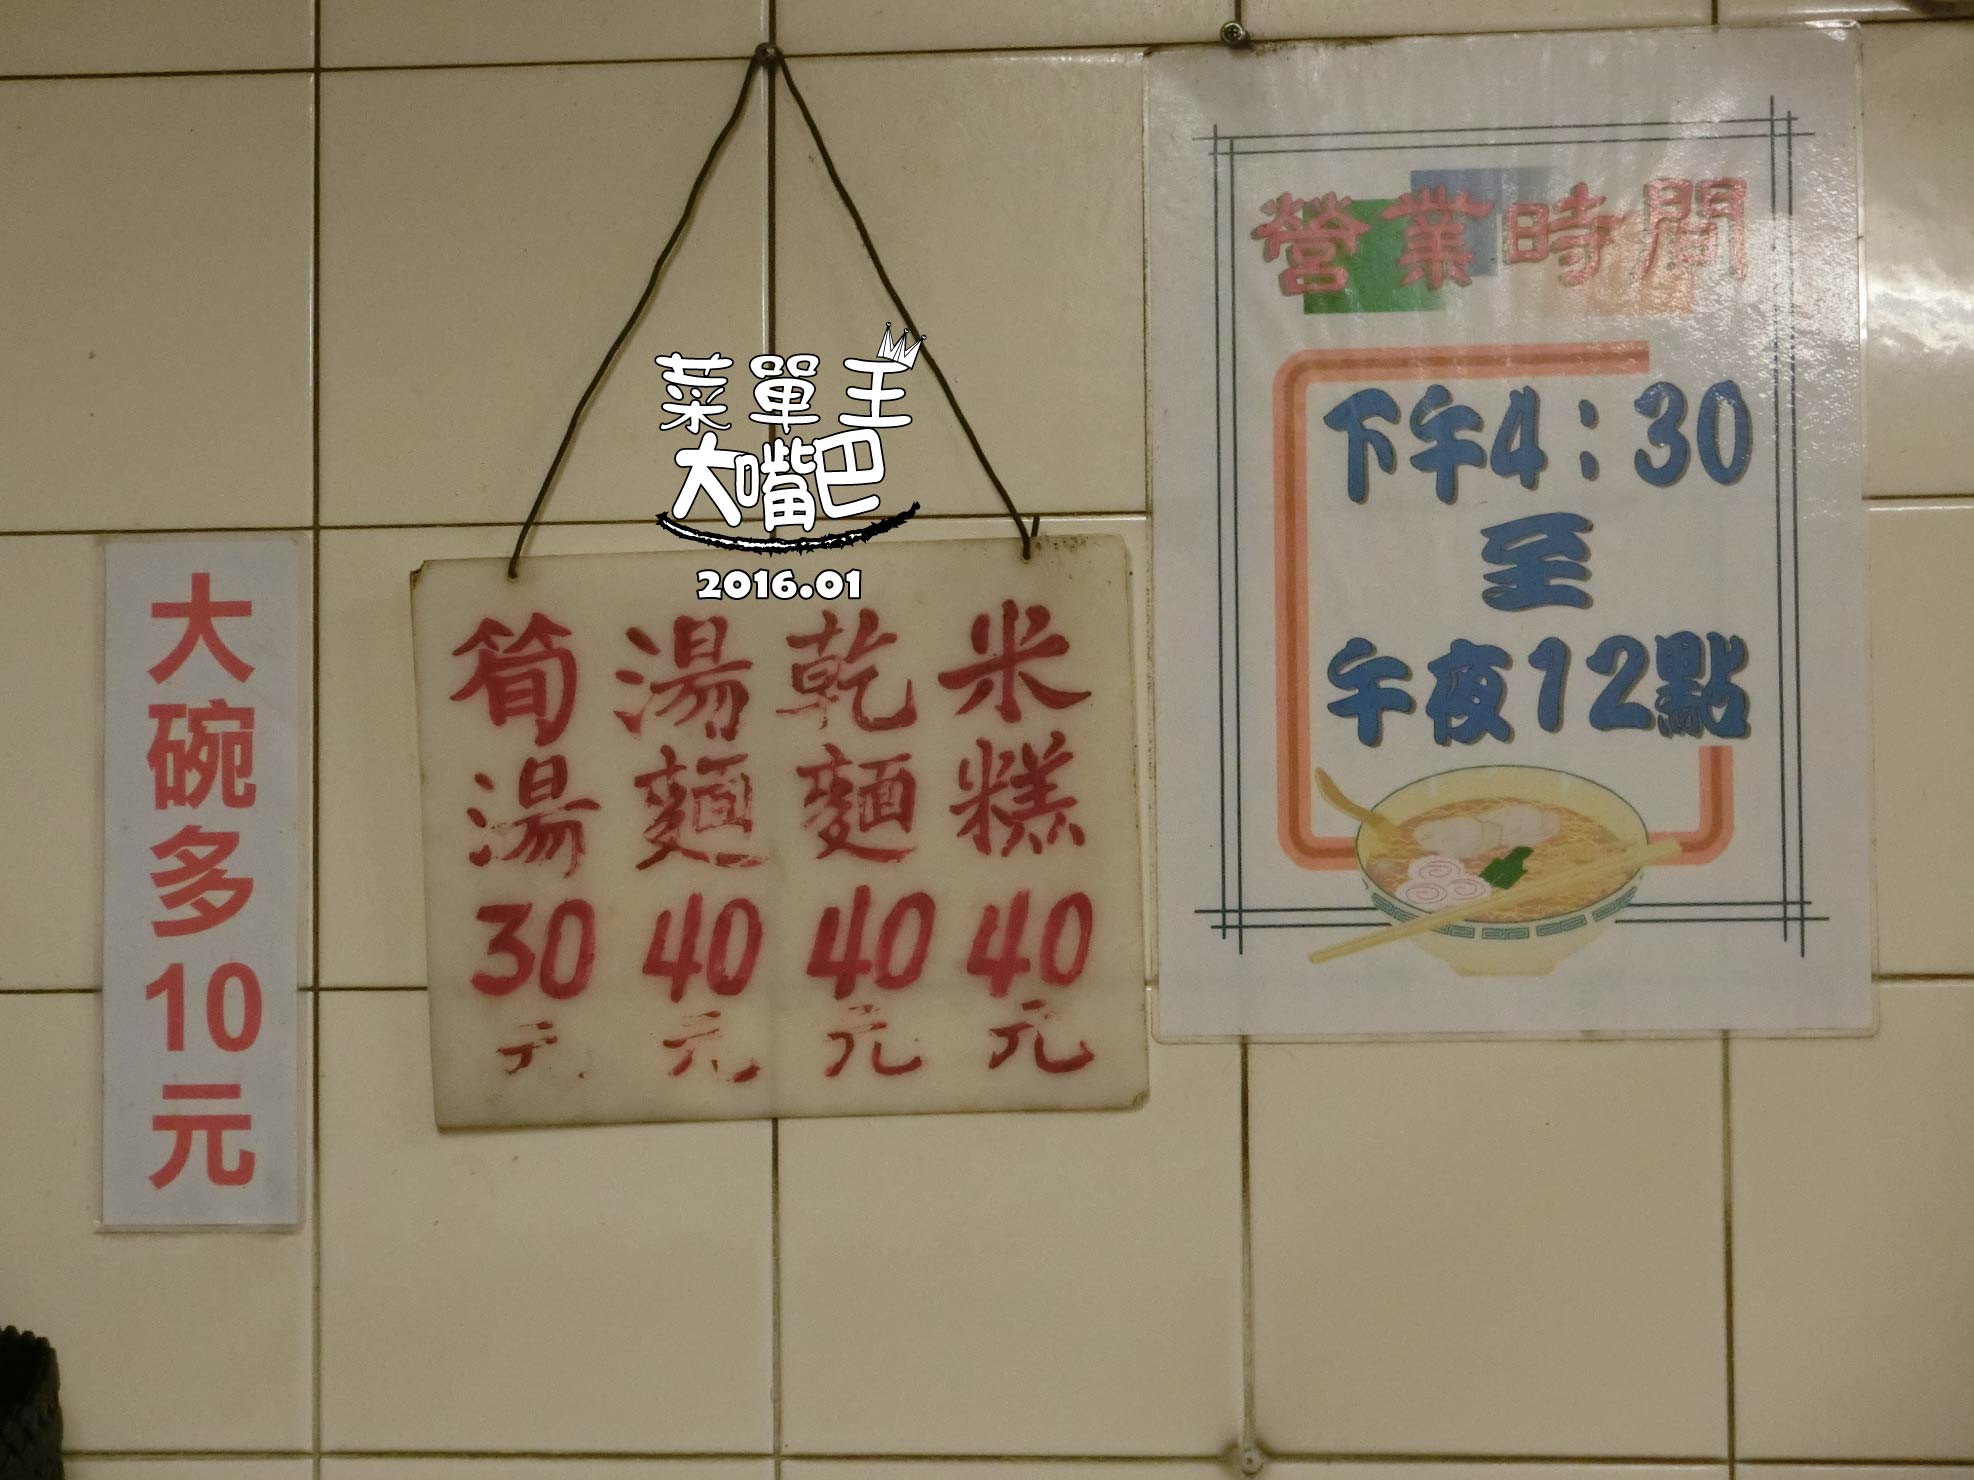 菜單王
大嘴巴
2016.01
米糕40元
乾麵40元
湯麵40元
筍湯30元
大碗多10元
營業時間
下午4：30
至
午夜12點